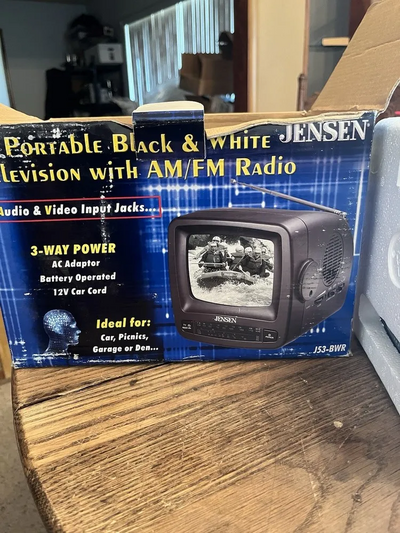 Portable Black & White JENSEN
levision with AM/FM Radio
Audio & Video Input Jacks....
3-WAY POWER
AC Adaptor
Battery Operated
12V Car Cord
Ideal for:
Car, Picnics,
Garage or Den...
JENSEN
J53-BWR